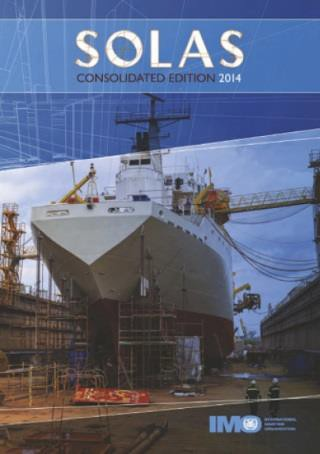 SOLAS
CONSOLIDATED EDITION 2014
IMO
INTERNATIONAL
MARITIME
ORGANIZATION